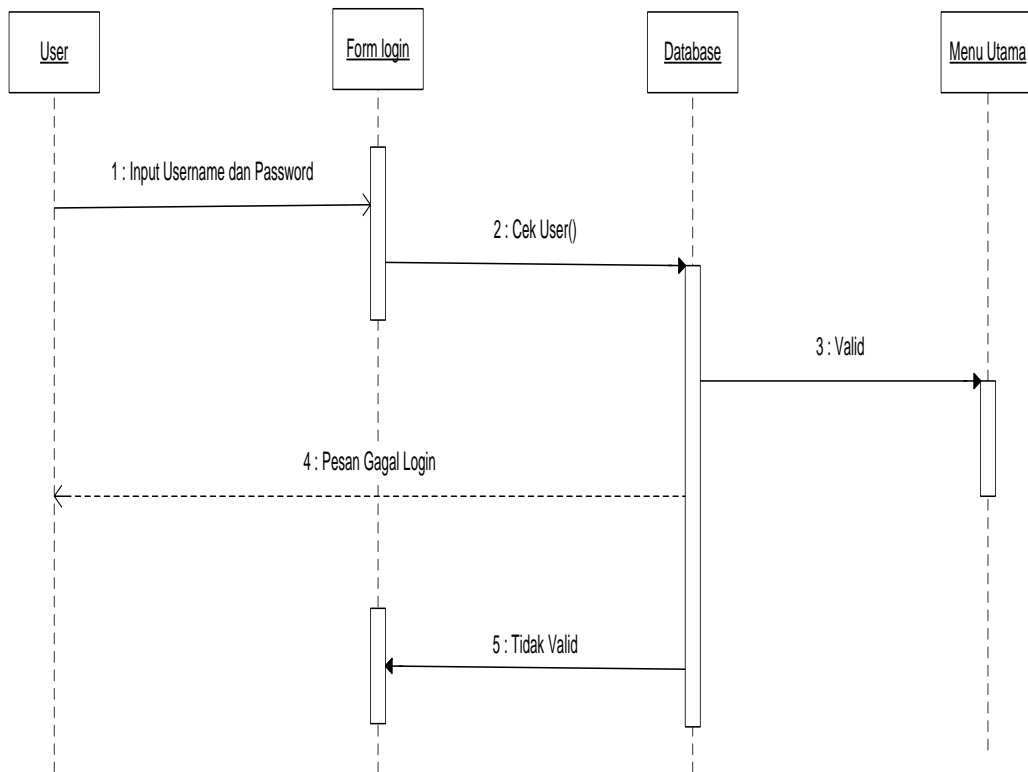 User
Form login
Database
Menu Utama
1 : Input Username dan Password
2 : Cek User()
3 : Valid
4 : Pesan Gagal Login
5 : Tidak Valid